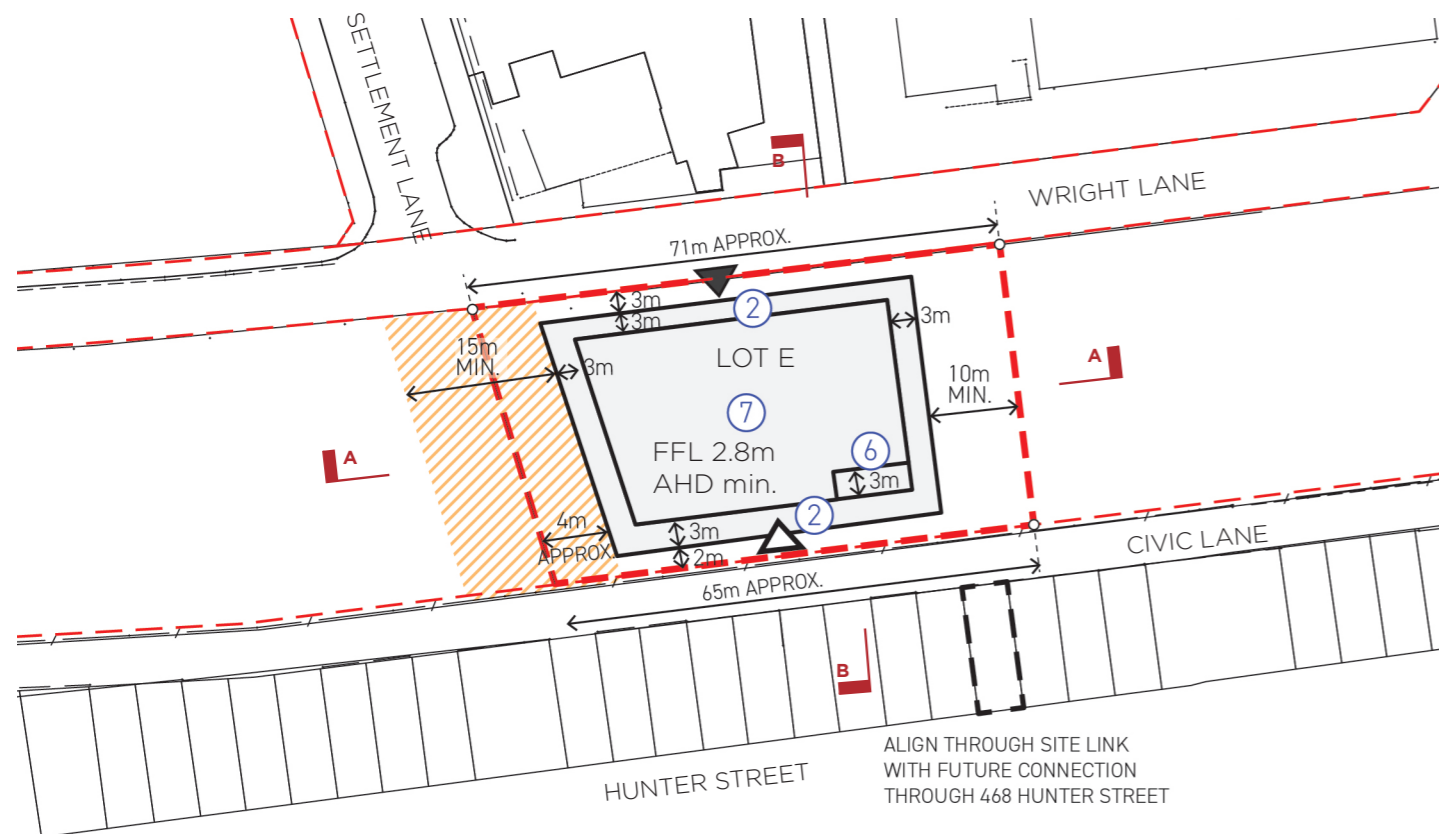 SETTLEMENT LANE
B
WRIGHT LANE
71m APPROX.
3m
3m
2
3m
15m
MIN.
3m
LOT E
A
10m
MIN.
7
FFL 2.8m
AHD min.
6
3m
A
2
4m
APPROX.
3m
2m
CIVIC LANE
65m APPROX.
B
ALIGN THROUGH SITE LINK
WITH FUTURE CONNECTION
THROUGH 468 HUNTER STREET
HUNTER STREET